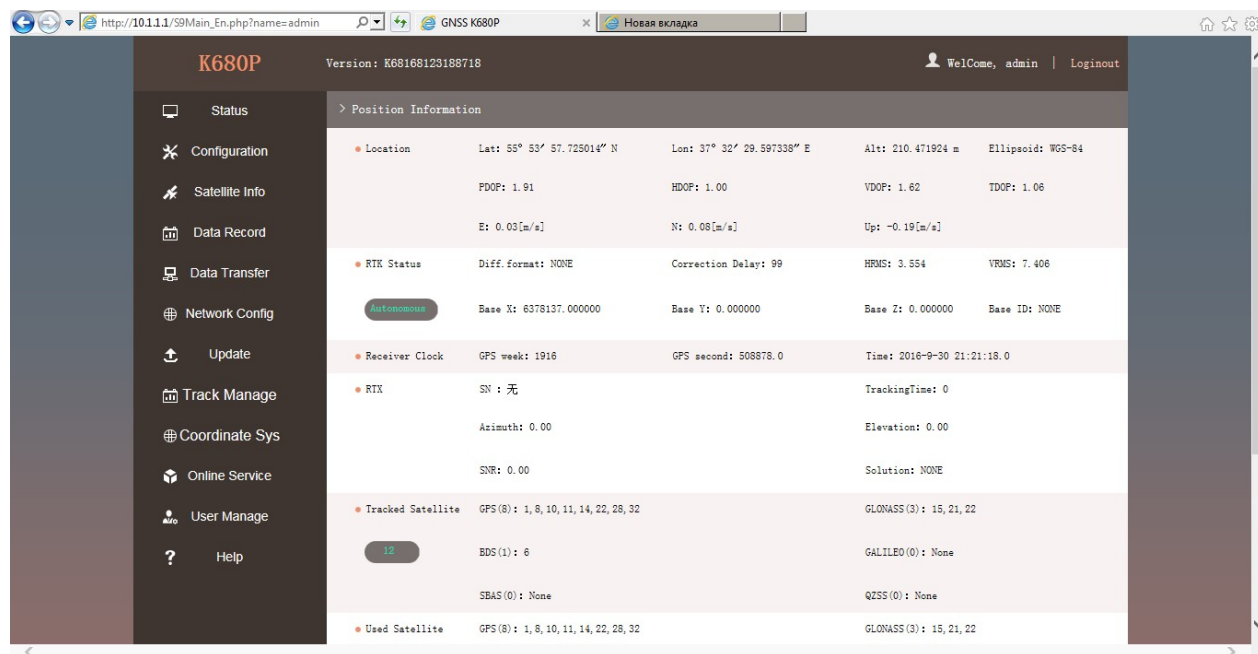 http://10.1.1.1/S9Main_En.php?name=admin GNSS K680P Новая вкладка
K680P Version: K68168123188718 WelCome, admin | Loginout
Status
Configuration
Satellite Info
Data Record
Data Transfer
Network Config
Update
Track Manage
Coordinate Sys
Online Service
User Manage
Help
> Position Information
Location Lat: 55° 53′ 57.725014″ N Lon: 37° 32′ 29.597338″ E Alt: 210.471924 m Ellipsoid: WGS-84
PDOP: 1.91 HDOP: 1.00 VDOP: 1.62 TDOP: 1.06
E: 0.03[m/s] N: 0.08[m/s] Up: -0.19[m/s]
RTK Status Diff.format: NONE Correction Delay: 99 HRMS: 3.554 VRMS: 7.406
Autonomous Base X: 6378137.000000 Base Y: 0.000000 Base Z: 0.000000 Base ID: NONE
Receiver Clock GPS week: 1916 GPS second: 508878.0 Time: 2016-9-30 21:21:18.0
RTX SN : 无 TrackingTime: 0
Azimuth: 0.00 Elevation: 0.00
SNR: 0.00 Solution: NONE
Tracked Satellite GPS(8): 1,8,10,11,14,22,28,32 GLONASS(3): 15,21,22
12 BDS(1): 6 GALILEO(0): None
SBAS(0): None QZSS(0): None
Used Satellite GPS(8): 1,8,10,11,14,22,28,32 GLONASS(3): 15,21,22